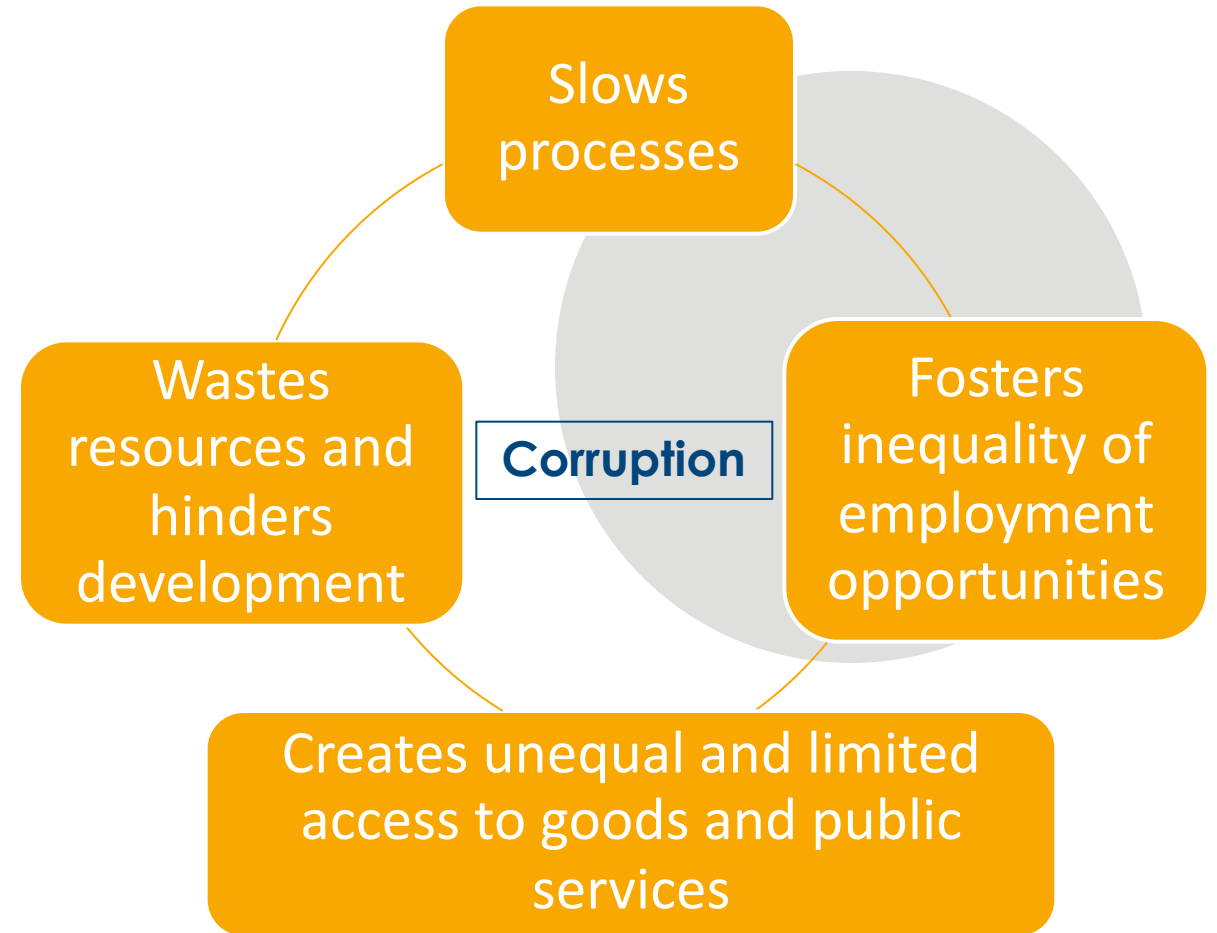 Slows
processes
Wastes
resources and
hinders
development
Corruption
Fosters
inequality of
employment
opportunities
Creates unequal and limited
access to goods and public
services